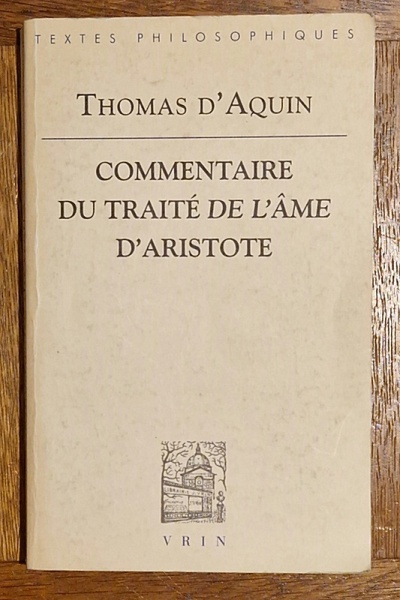 TEXTES PHILOSOPHIQUES
THOMAS D'AQUIN
COMMENTAIRE
DU TRAITÉ DE L'ÂME
D'ARISTOTE
VRIN